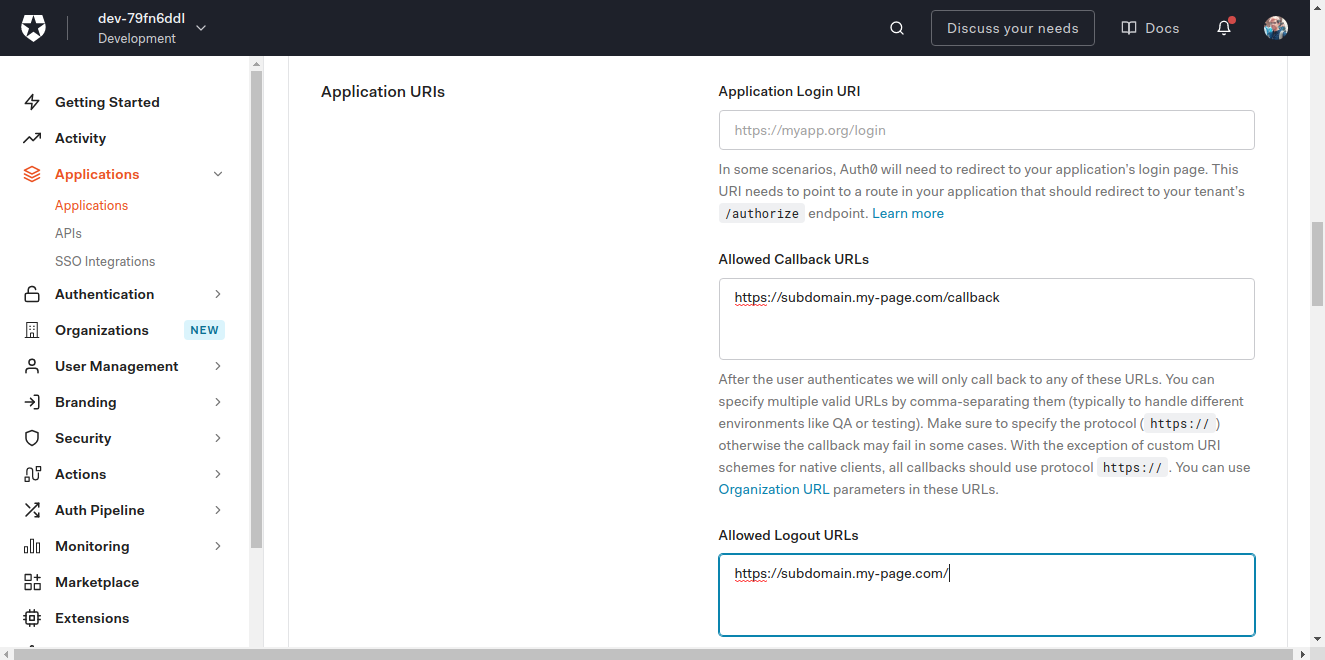 dev-79fn6ddl
Development
Discuss your needs
Docs
Getting Started
Activity
Applications
Applications
APIs
SSO Integrations
Authentication
Organizations NEW
User Management
Branding
Security
Actions
Auth Pipeline
Monitoring
Marketplace
Extensions
Application URIs
Application Login URI
https://myapp.org/login
In some scenarios, Auth0 will need to redirect to your application's login page. This
URI needs to point to a route in your application that should redirect to your tenant's
/authorize endpoint. Learn more
Allowed Callback URLs
https://subdomain.my-page.com/callback
After the user authenticates we will only call back to any of these URLs. You can
specify multiple valid URLs by comma-separating them (typically to handle different
environments like QA or testing). Make sure to specify the protocol ( https:// )
otherwise the callback may fail in some cases. With the exception of custom URI
schemes for native clients, all callbacks should use protocol https:// . You can use
Organization URL parameters in these URLs.
Allowed Logout URLs
https://subdomain.my-page.com/